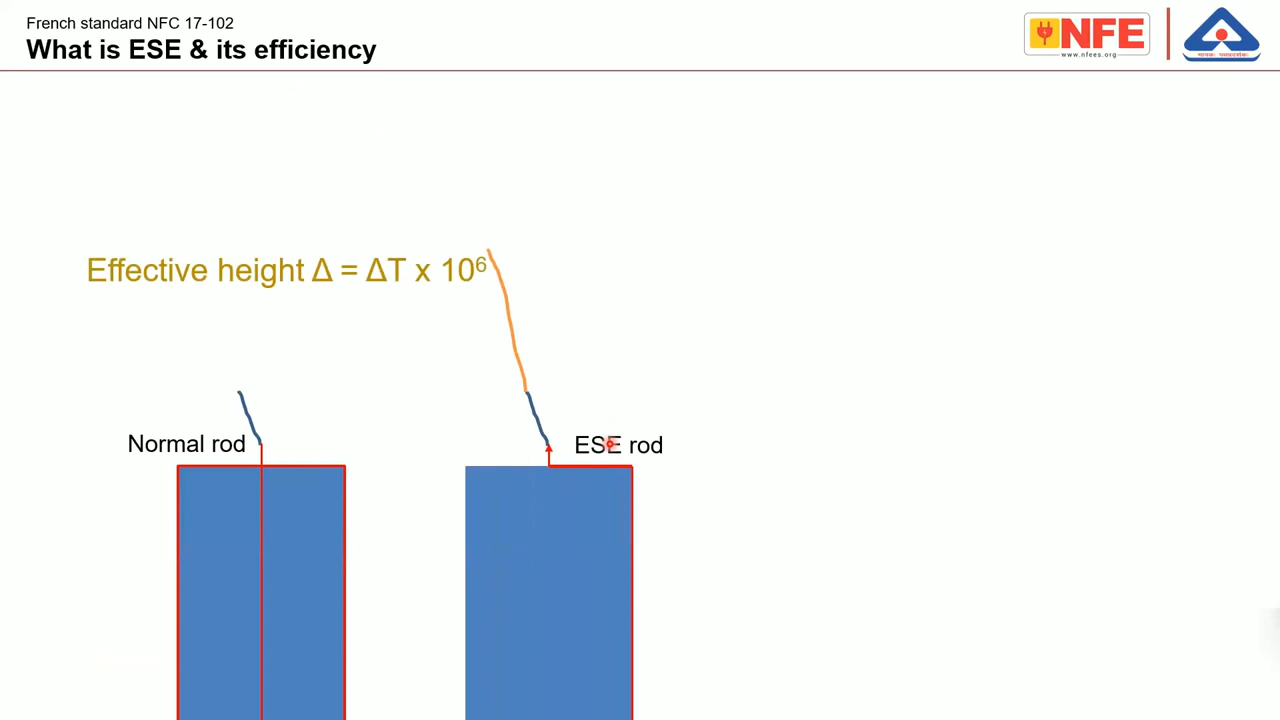 French standard NFC 17-102
What is ESE & its efficiency
NFE
www.nfees.org
Effective height Δ = ΔT x 10⁶
Normal rod
ESE rod